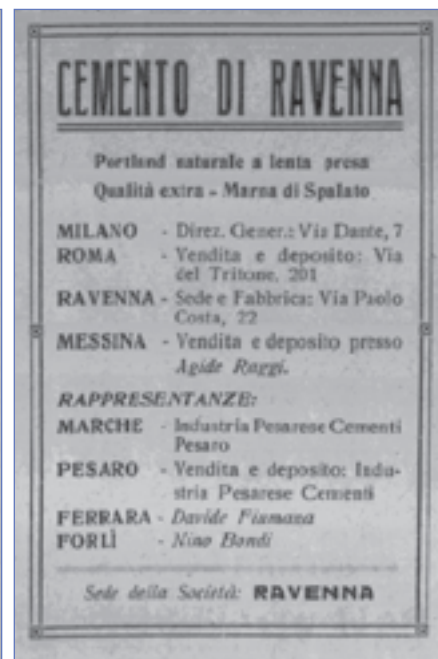 CEMENTO DI RAVENNA
Portland naturale a lenta presa
Qualità extra - Marna di Spalato
MILANO - Direz. Gener.: Via Dante, 7
ROMA - Vendita e deposito: Via
del Tritone, 201
RAVENNA - Sede e Fabbrica: Via Paolo
Costa, 22
MESSINA - Vendita e deposito presso
Agide Raggi.
RAPPRESENTANZE:
MARCHE - Industria Pesarese Cementi
Pesaro
PESARO - Vendita e deposito: Indu-
stria Pesarese Cementi
FERRARA - Davide Fiumana
FORLÌ - Nino Bondi
Sede della Società: RAVENNA